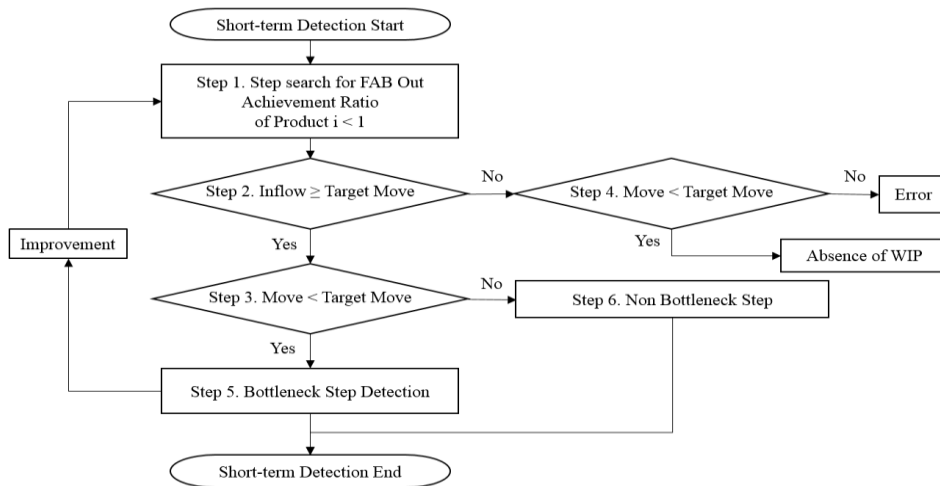 Short-term Detection Start
Step 1. Step search for FAB Out
Achievement Ratio
of Product i < 1
Step 2. Inflow ≥ Target Move
No
Step 4. Move < Target Move
No
Error
Yes
Absence of WIP
Improvement
Yes
Step 3. Move < Target Move
No
Step 6. Non Bottleneck Step
Yes
Step 5. Bottleneck Step Detection
Short-term Detection End